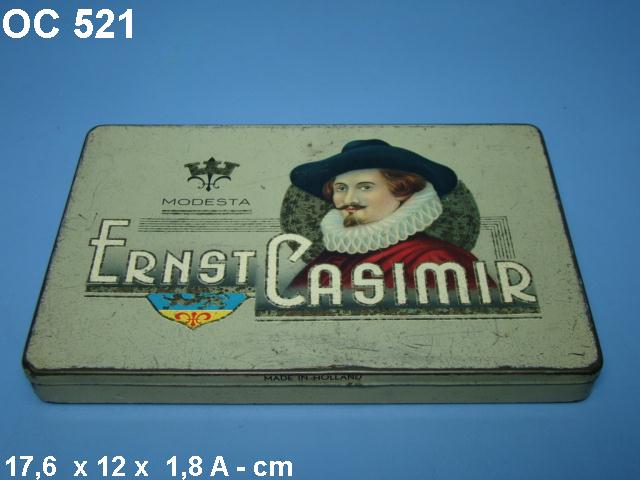 OC 521
MODESTA
ERNST CASIMIR
MADE IN HOLLAND
17,6 x 12 x 1,8 A - cm